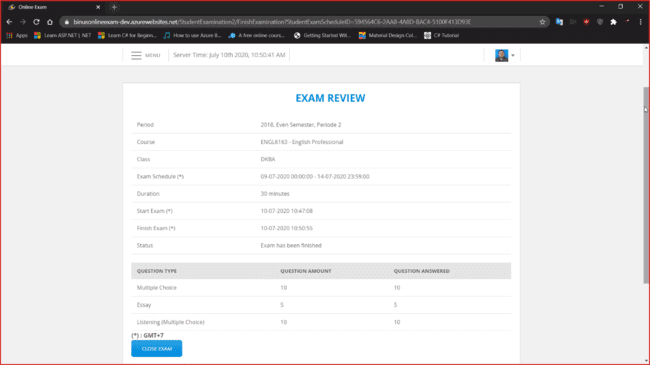 Online Exam
binusonlineexam-dev.azurewebsites.net/StudentExamination2/FinishExamination?StudentExamScheduleID=
Apps Learn ASP.NET | .NET Learn C# for Beginn... How to use Azure B... A free online cours... Getting Started Wit... Material Design Col... C# Tutorial
MENU Server Time: July 10th 2020, 10:50:41 AM
EXAM REVIEW
Period 2018, Even Semester, Periode 2
Course ENGL6163 - English Professional
Class DKBA
Exam Schedule (*) 09-07-2020 00:00:00 - 14-07-2020 23:59:00
Duration 30 minutes
Start Exam (*) 10-07-2020 10:47:08
Finish Exam (*) 10-07-2020 10:50:55
Status Exam has been finished
QUESTION TYPE QUESTION AMOUNT QUESTION ANSWERED
Multiple Choice 10 10
Essay 5 5
Listening (Multiple Choice) 10 10
(*) : GMT+7
CLOSE EXAM